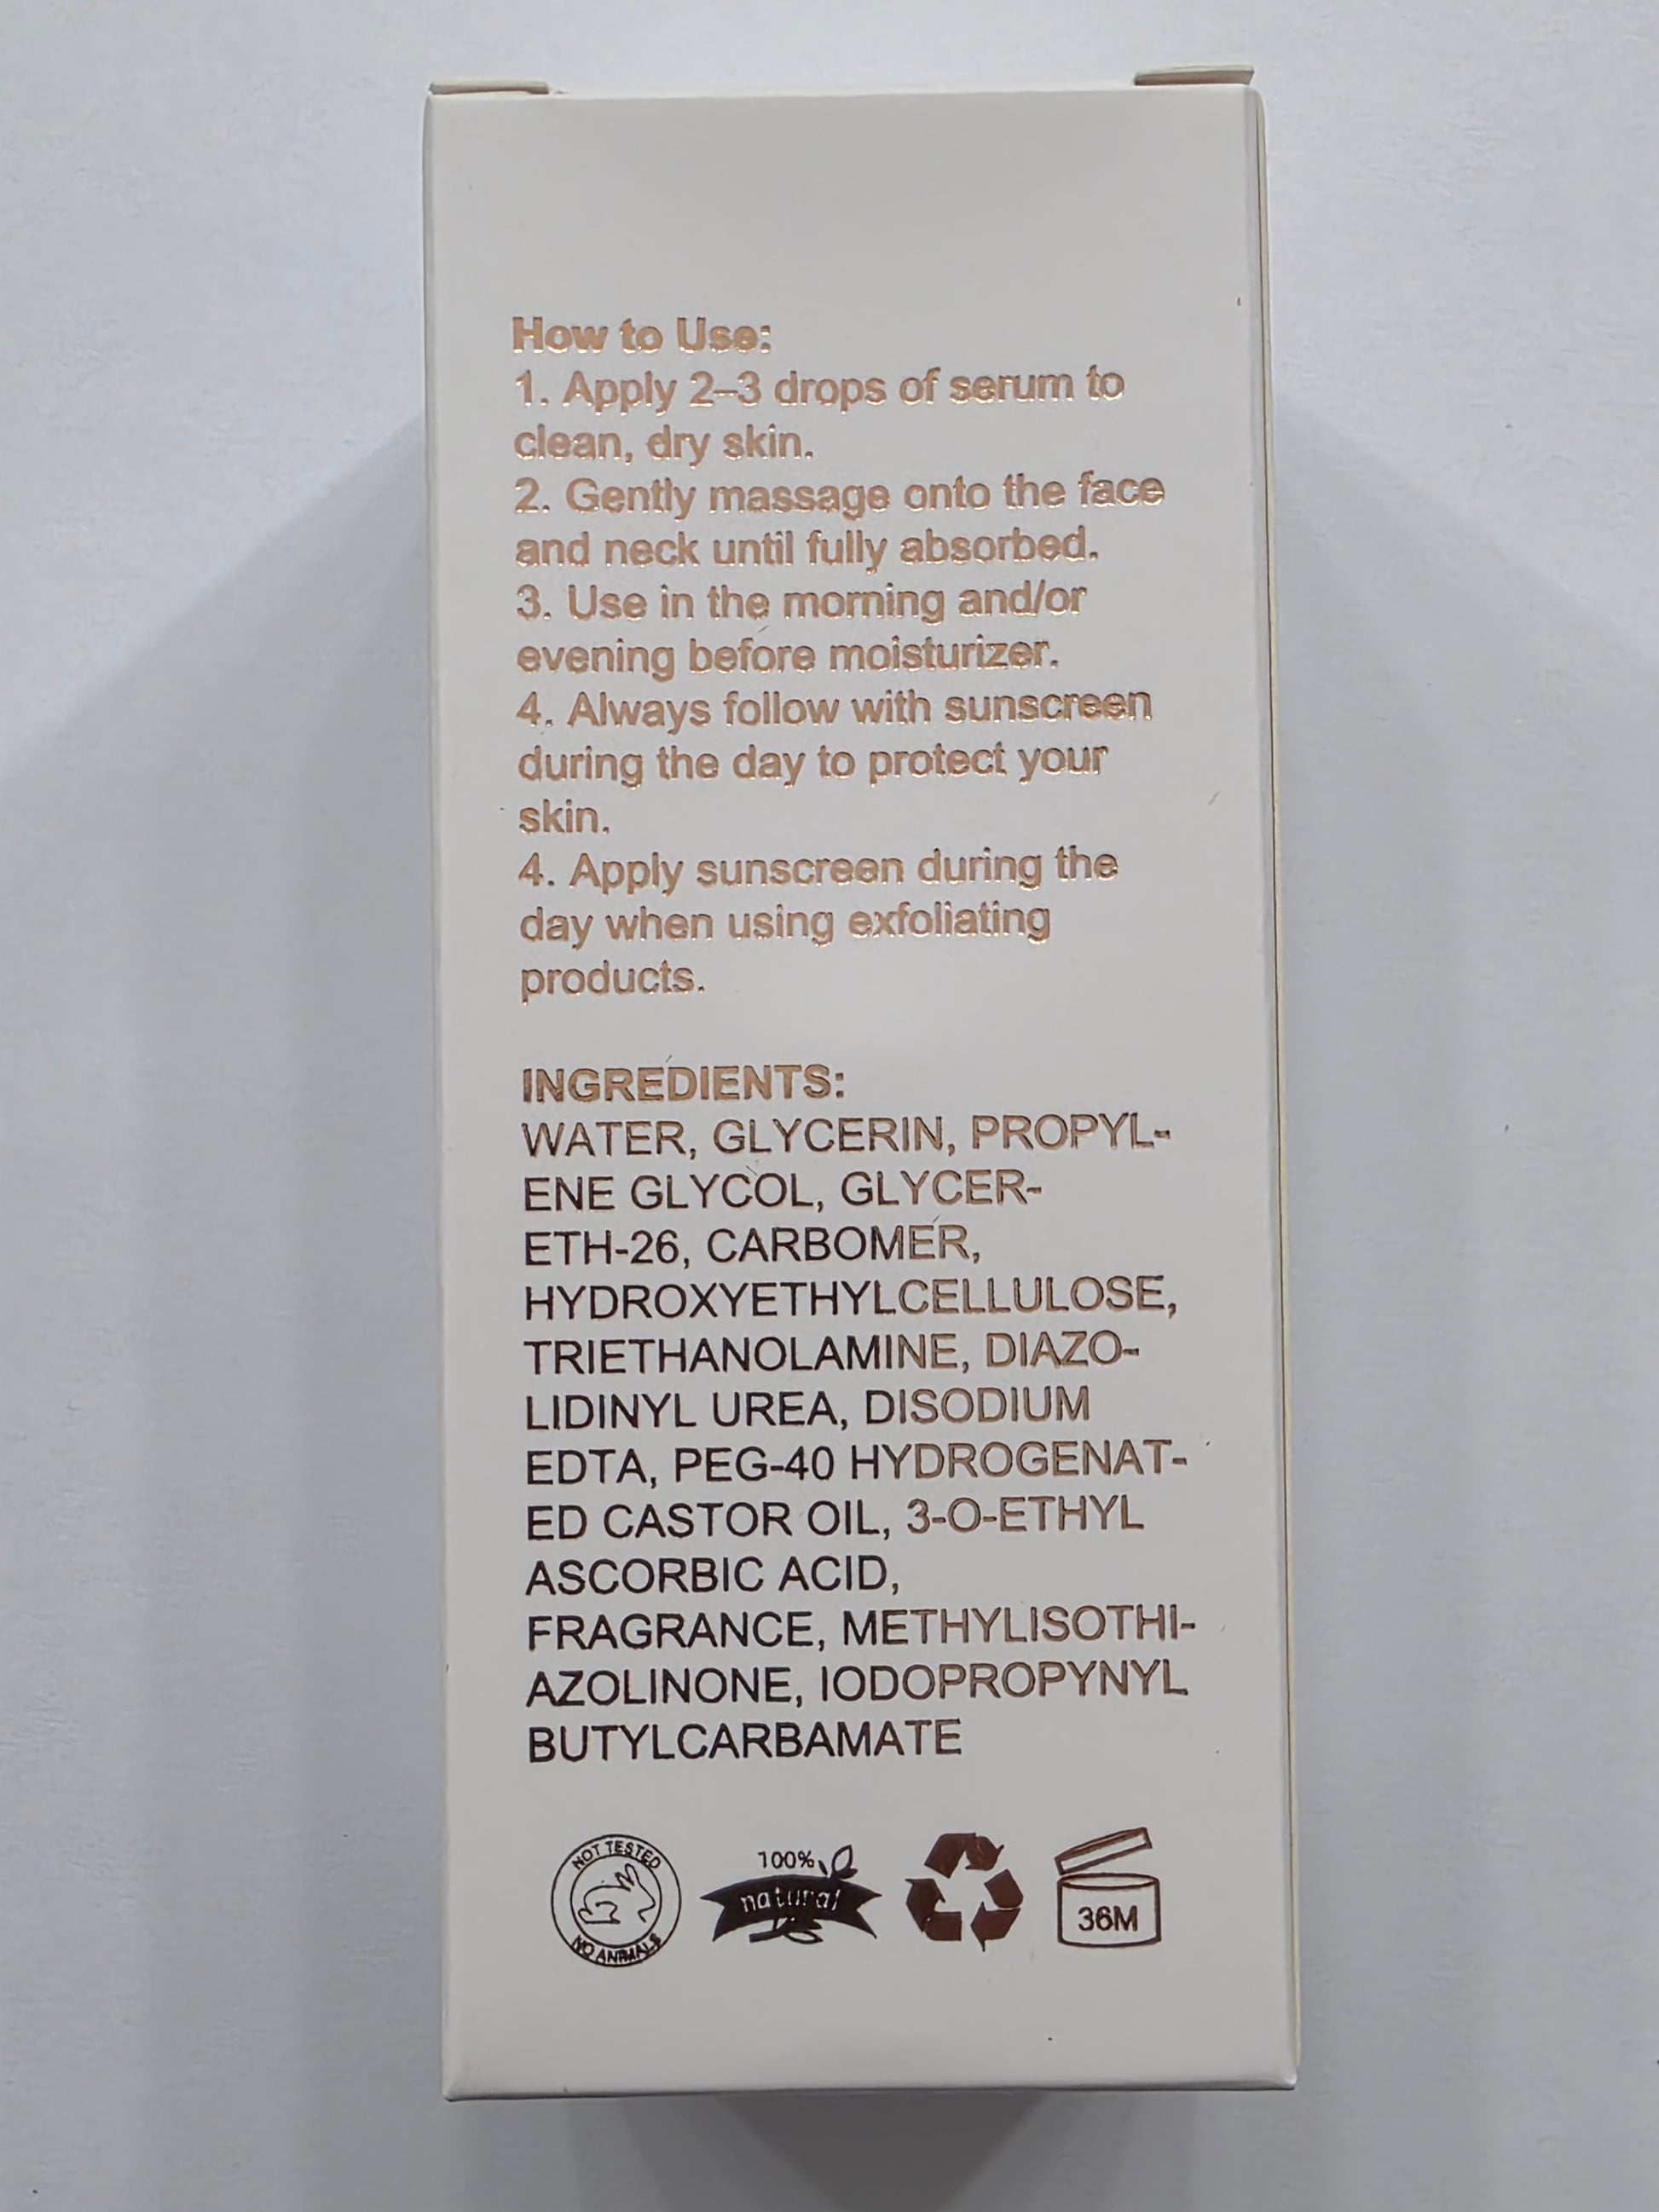 How to Use:
1. Apply 2–3 drops of serum to
clean, dry skin.
2. Gently massage onto the face
and neck until fully absorbed.
3. Use in the morning and/or
evening before moisturizer.
4. Always follow with sunscreen
during the day to protect your
skin.
4. Apply sunscreen during the
day when using exfoliating
products.
INGREDIENTS:
WATER, GLYCERIN, PROPYL-
ENE GLYCOL, GLYCER-
ETH-26, CARBOMER,
HYDROXYETHYLCELLULOSE,
TRIETHANOLAMINE, DIAZO-
LIDINYL UREA, DISODIUM
EDTA, PEG-40 HYDROGENAT-
ED CASTOR OIL, 3-O-ETHYL
ASCORBIC ACID,
FRAGRANCE, METHYLISOTHI-
AZOLINONE, IODOPROPYNYL
BUTYLCARBAMATE
NOT TESTED
NO ANIMALS
100%
natural
36M